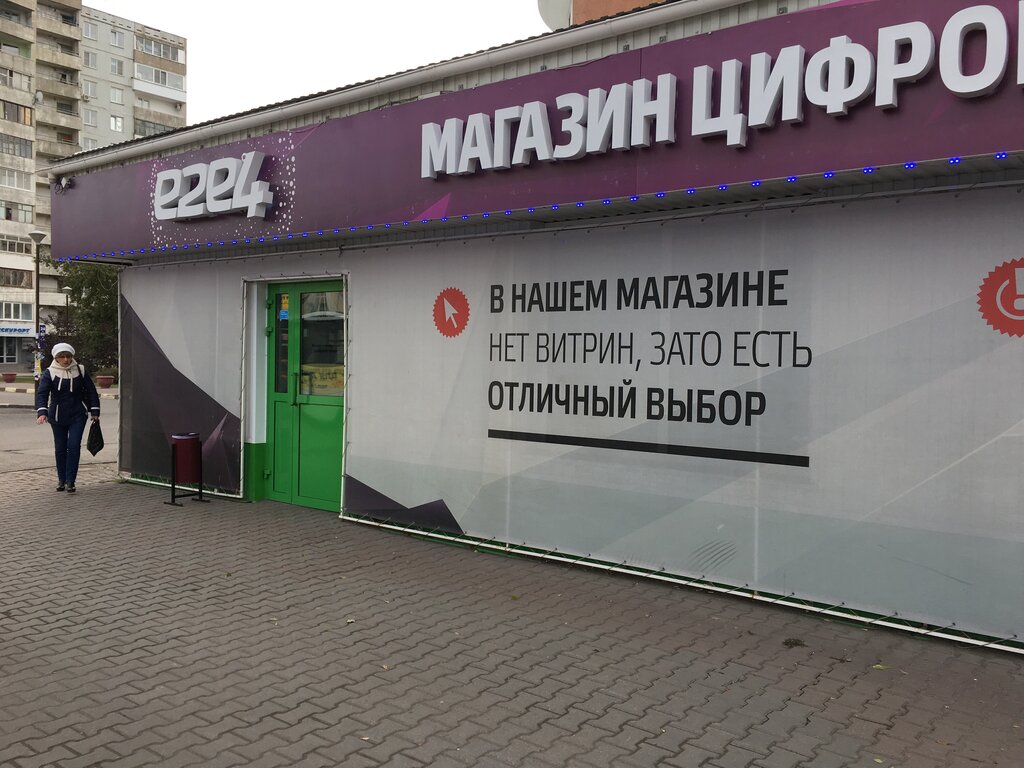 e2e4
МАГАЗИН ЦИФРО
В НАШЕМ МАГАЗИНЕ
НЕТ ВИТРИН, ЗАТО ЕСТЬ
ОТЛИЧНЫЙ ВЫБОР